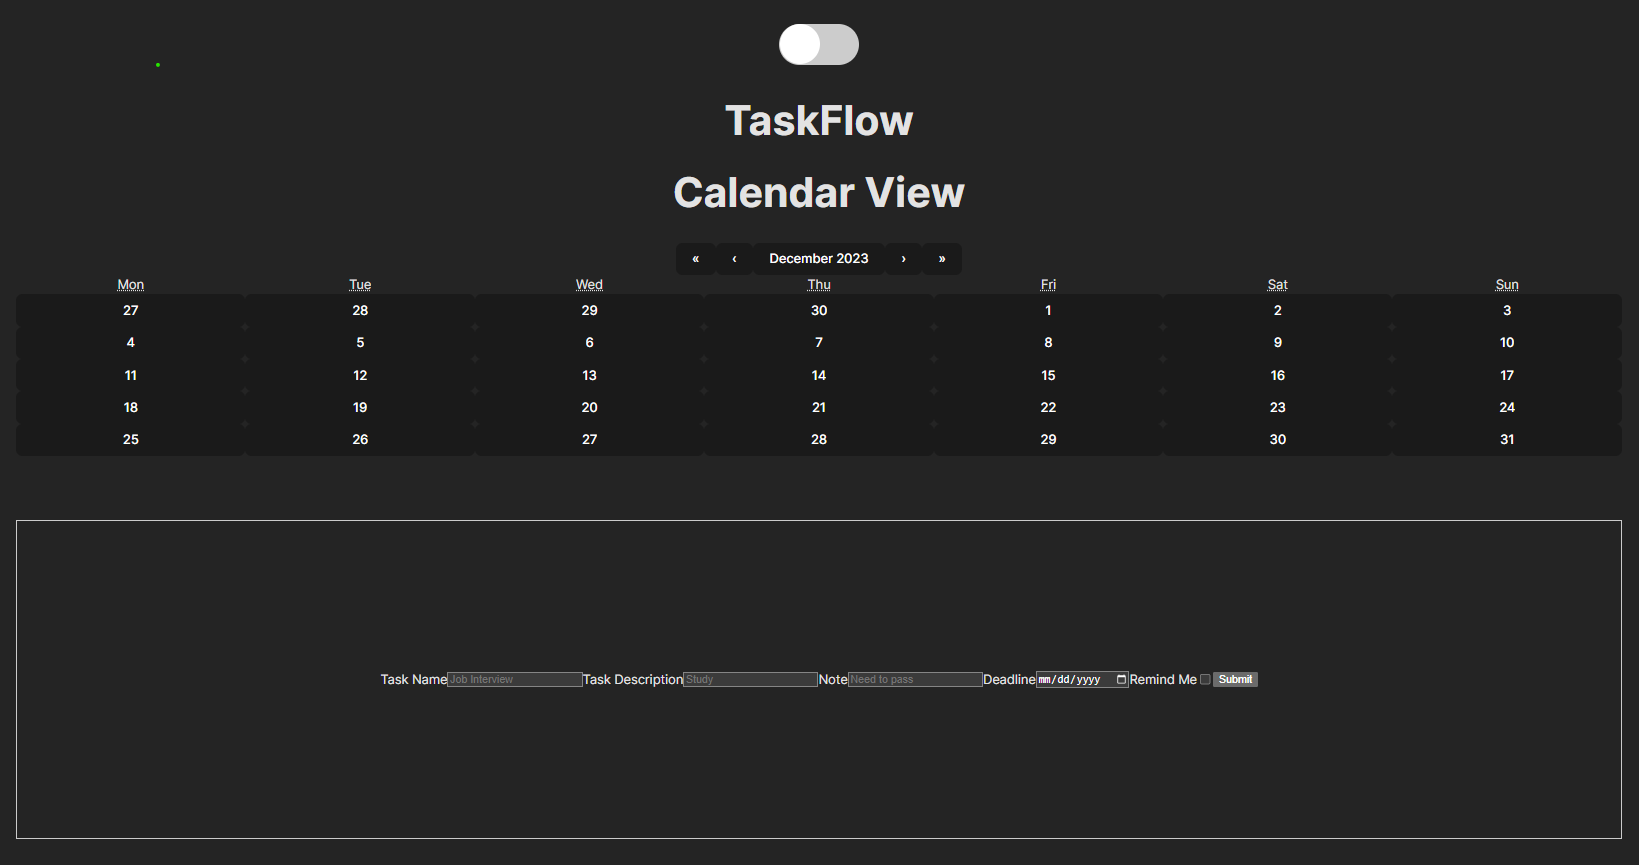 TaskFlow
Calendar View
« ‹ December 2023 › »
Mon Tue Wed Thu Fri Sat Sun
27 28 29 30 1 2 3
4 5 6 7 8 9 10
11 12 13 14 15 16 17
18 19 20 21 22 23 24
25 26 27 28 29 30 31
Task Name Job Interview Task Description Study Note Need to pass Deadline mm/dd/yyyy Remind Me Submit